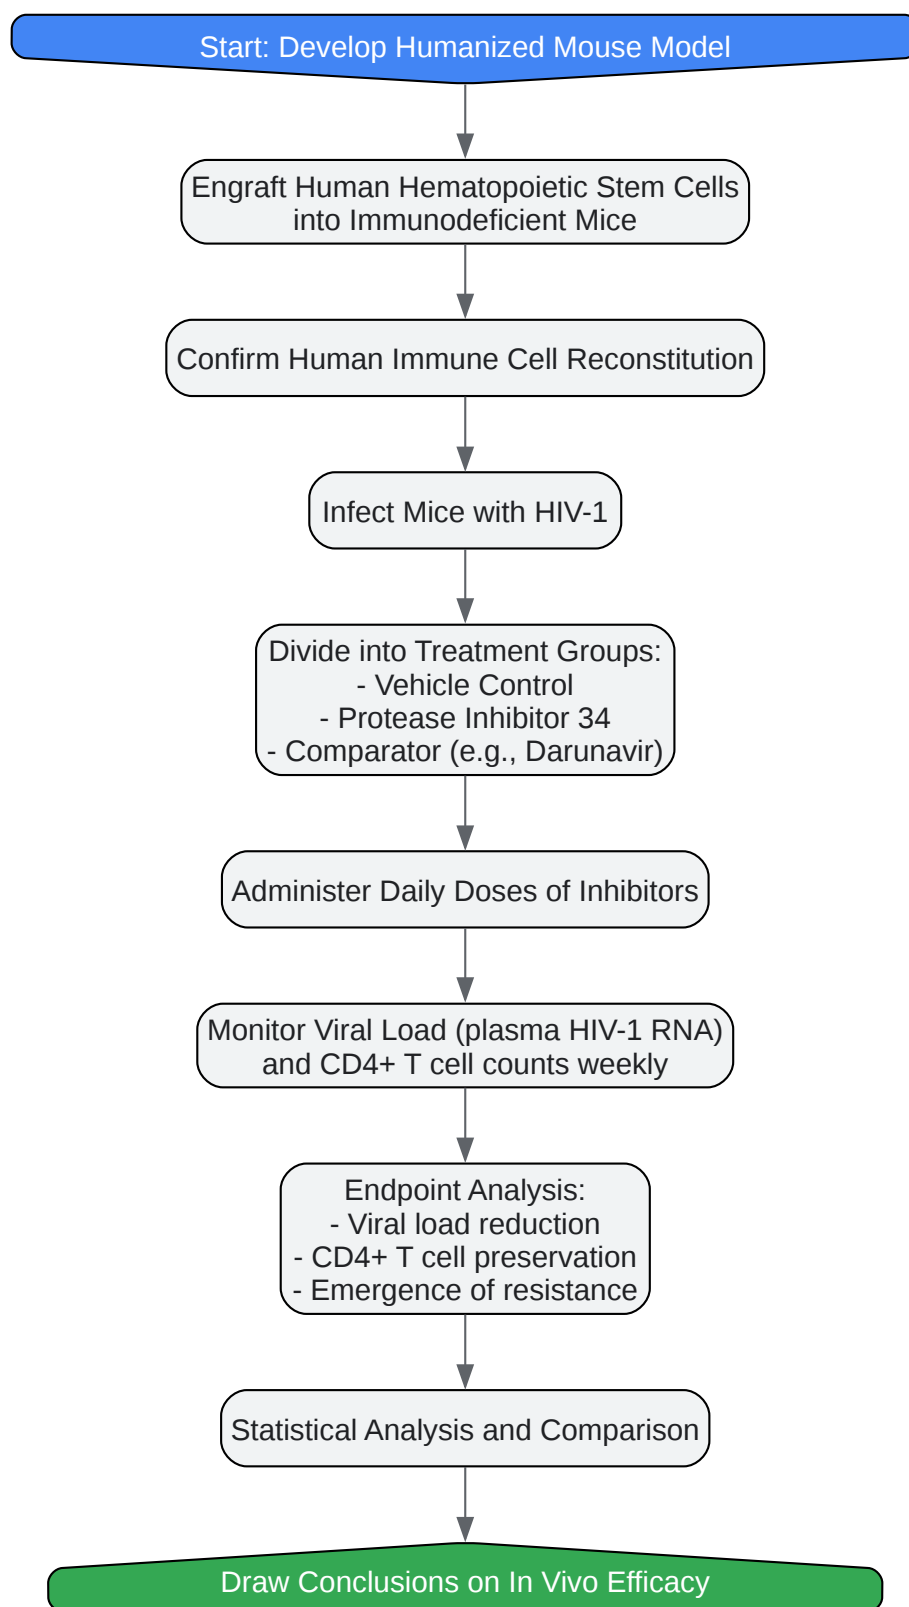 Start: Develop Humanized Mouse Model
Engraft Human Hematopoietic Stem Cells
into Immunodeficient Mice
Confirm Human Immune Cell Reconstitution
Infect Mice with HIV-1
Divide into Treatment Groups:
- Vehicle Control
- Protease Inhibitor 34
- Comparator (e.g., Darunavir)
Administer Daily Doses of Inhibitors
Monitor Viral Load (plasma HIV-1 RNA)
and CD4+ T cell counts weekly
Endpoint Analysis:
- Viral load reduction
- CD4+ T cell preservation
- Emergence of resistance
Statistical Analysis and Comparison
Draw Conclusions on In Vivo Efficacy